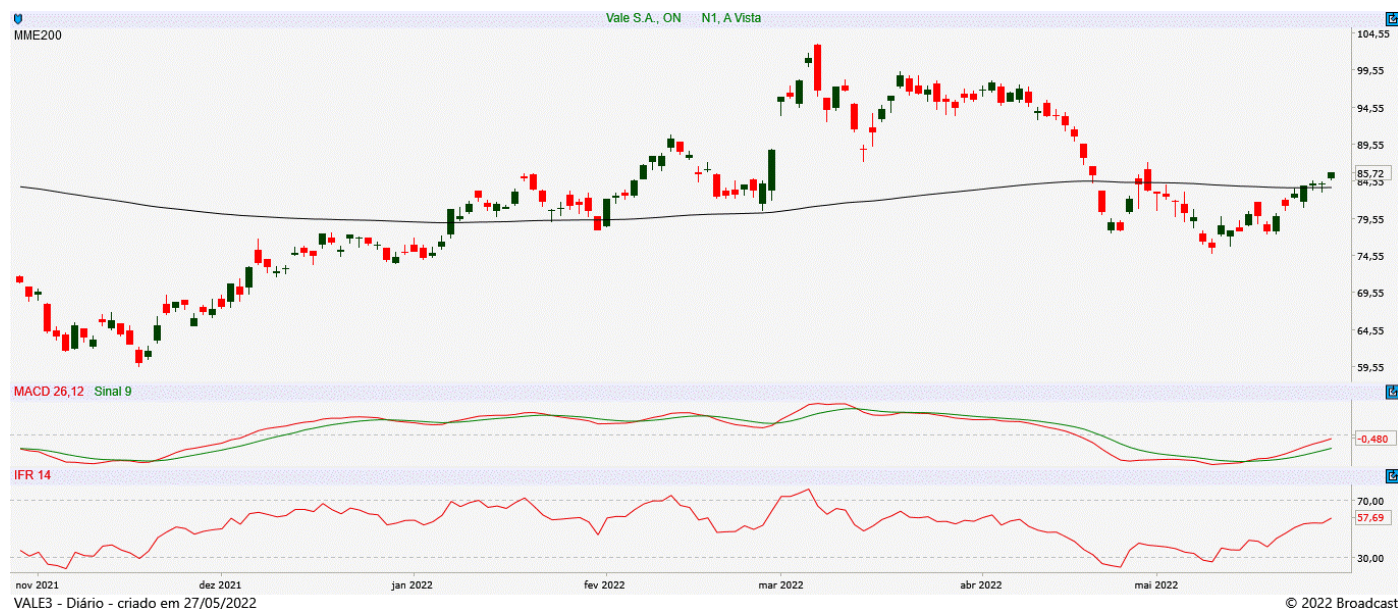 Vale S.A., ON N1, A Vista
MME200
104,55
99,55
94,55
89,55
85,72
84,55
79,55
74,55
69,55
64,55
59,55
MACD 26,12 Sinal 9
-0,480
IFR 14
70,00
57,69
30,00
nov 2021 dez 2021 jan 2022 fev 2022 mar 2022 abr 2022 mai 2022
VALE3 - Diário - criado em 27/05/2022 © 2022 Broadcast